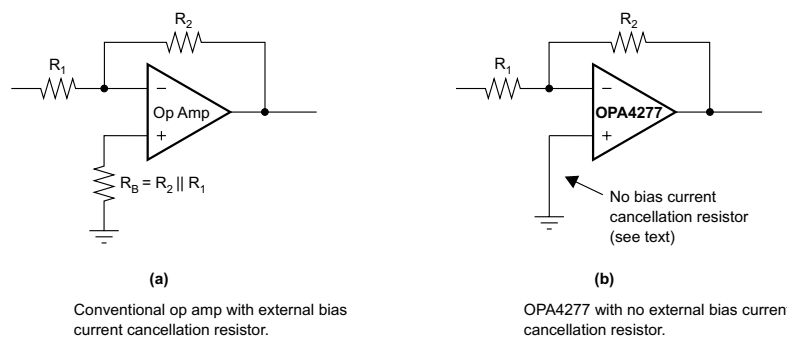 R2
R1
−
Op Amp
+
RB = R2 || R1
(a)
Conventional op amp with external bias
current cancellation resistor.
R2
R1
−
OPA4277
+
No bias current
cancellation resistor
(see text)
(b)
OPA4277 with no external bias current
cancellation resistor.